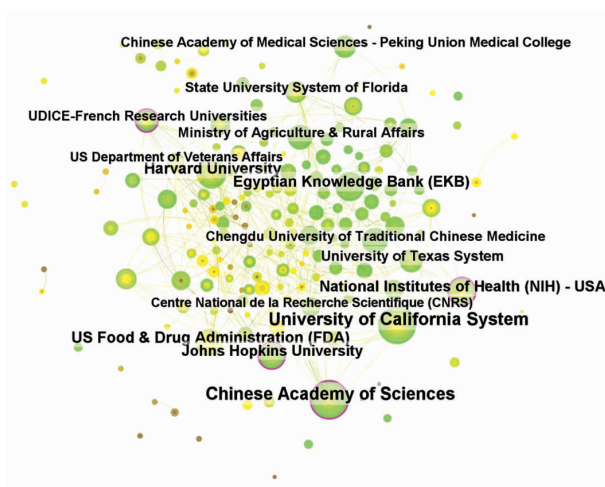 Chinese Academy of Medical Sciences - Peking Union Medical College
State University System of Florida
UDICE-French Research Universities
Ministry of Agriculture & Rural Affairs
US Department of Veterans Affairs
Harvard University
Egyptian Knowledge Bank (EKB)
Chengdu University of Traditional Chinese Medicine
University of Texas System
National Institutes of Health (NIH) - USA
Centre National de la Recherche Scientifique (CNRS)
University of California System
US Food & Drug Administration (FDA)
Johns Hopkins University
Chinese Academy of Sciences